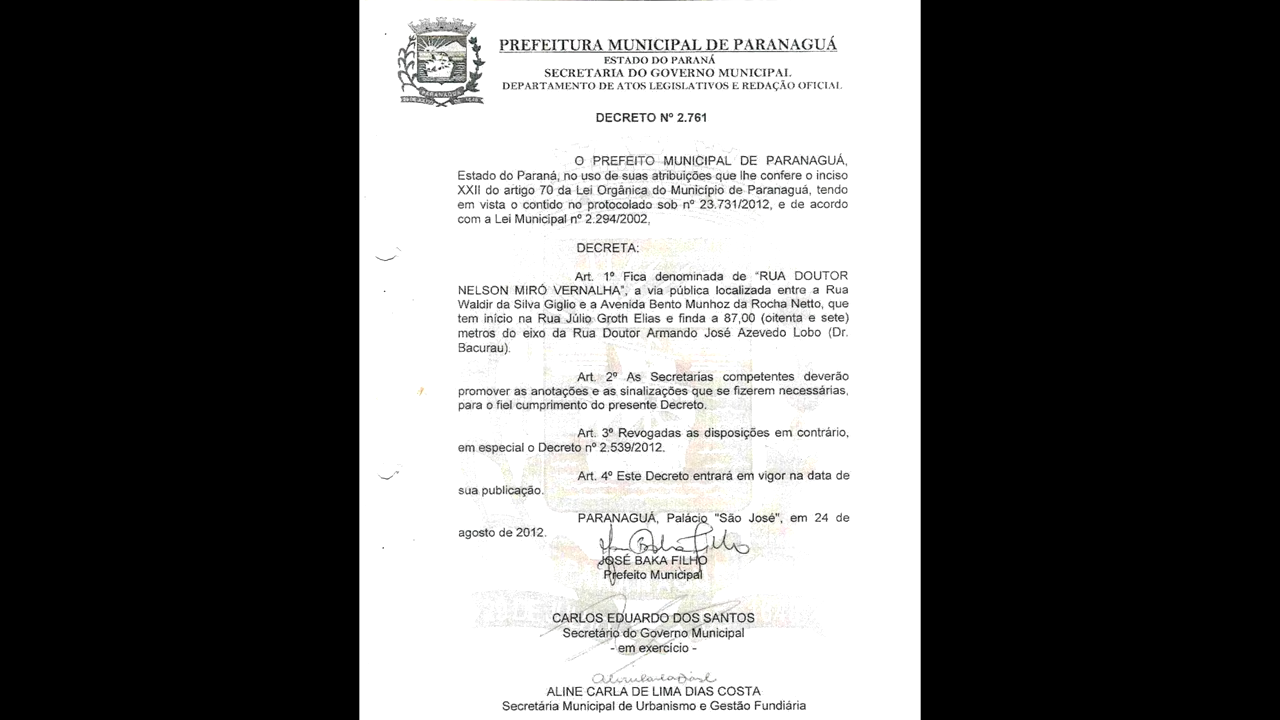 PREFEITURA MUNICIPAL DE PARANAGUÁ
ESTADO DO PARANÁ
SECRETARIA DO GOVERNO MUNICIPAL
DEPARTAMENTO DE ATOS LEGISLATIVOS E REDAÇÃO OFICIAL
PARANAGUÁ
DECRETO Nº 2.761
O PREFEITO MUNICIPAL DE PARANAGUÁ,
Estado do Paraná, no uso de suas atribuições que lhe confere o inciso
XXII do artigo 70 da Lei Orgânica do Município de Paranaguá, tendo
em vista o contido no protocolado sob nº 23.731/2012, e de acordo
com a Lei Municipal nº 2.294/2002,
DECRETA:
Art. 1º Fica denominada de “RUA DOUTOR
NELSON MIRÓ VERNALHA”, a via pública localizada entre a Rua
Waldir da Silva Giglio e a Avenida Bento Munhoz da Rocha Netto, que
tem início na Rua Júlio Groth Elias e finda a 87,00 (oitenta e sete)
metros do eixo da Rua Doutor Armando José Azevedo Lobo (Dr.
Bacurau).
Art. 2º As Secretarias competentes deverão
promover as anotações e as sinalizações que se fizerem necessárias,
para o fiel cumprimento do presente Decreto.
Art. 3º Revogadas as disposições em contrário,
em especial o Decreto nº 2.539/2012.
Art. 4º Este Decreto entrará em vigor na data de
sua publicação.
PARANAGUÁ, Palácio "São José", em 24 de
agosto de 2012.
JOSÉ BAKA FILHO
Prefeito Municipal
CARLOS EDUARDO DOS SANTOS
Secretário do Governo Municipal
- em exercício -
ALINE CARLA DE LIMA DIAS COSTA
Secretária Municipal de Urbanismo e Gestão Fundiária